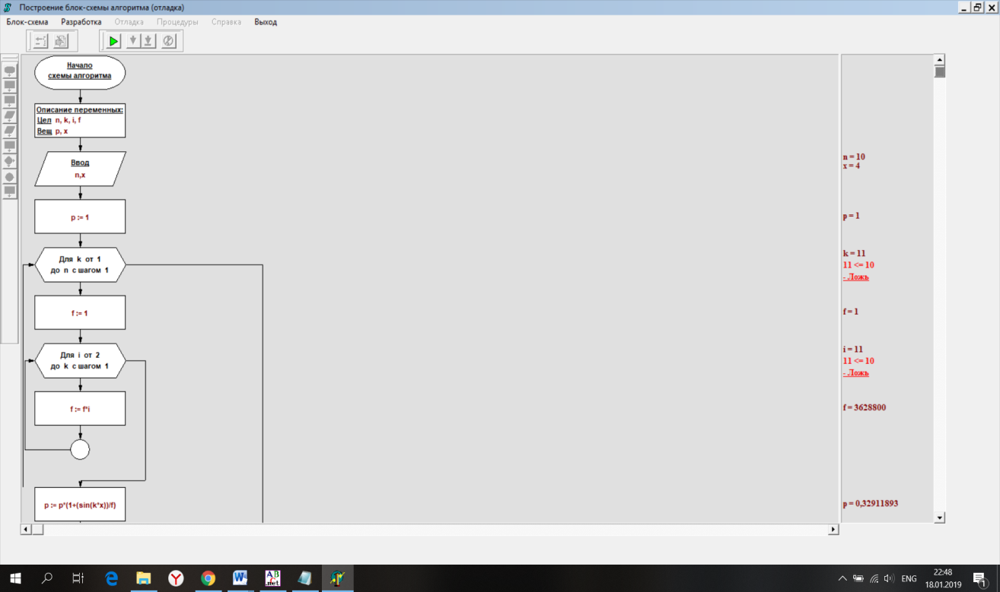 Построение блок-схемы алгоритма (отладка)
Блок-схема Разработка Отладка Процедуры Справка Выход
Начало
схемы алгоритма
Описание переменных:
Цел n, k, i, f
Вещ p, x
Ввод
n,x
n = 10
x = 4
p := 1
p = 1
Для k от 1
до n с шагом 1
k = 11
11 <= 10
- Ложь
f := 1
f = 1
Для i от 2
до k с шагом 1
i = 11
11 <= 10
- Ложь
f := f*i
f = 3628800
p := p*(1+(sin(k*x))/f)
p = 0,32911893
ABC.net
ENG
22:48
18.01.2019
1